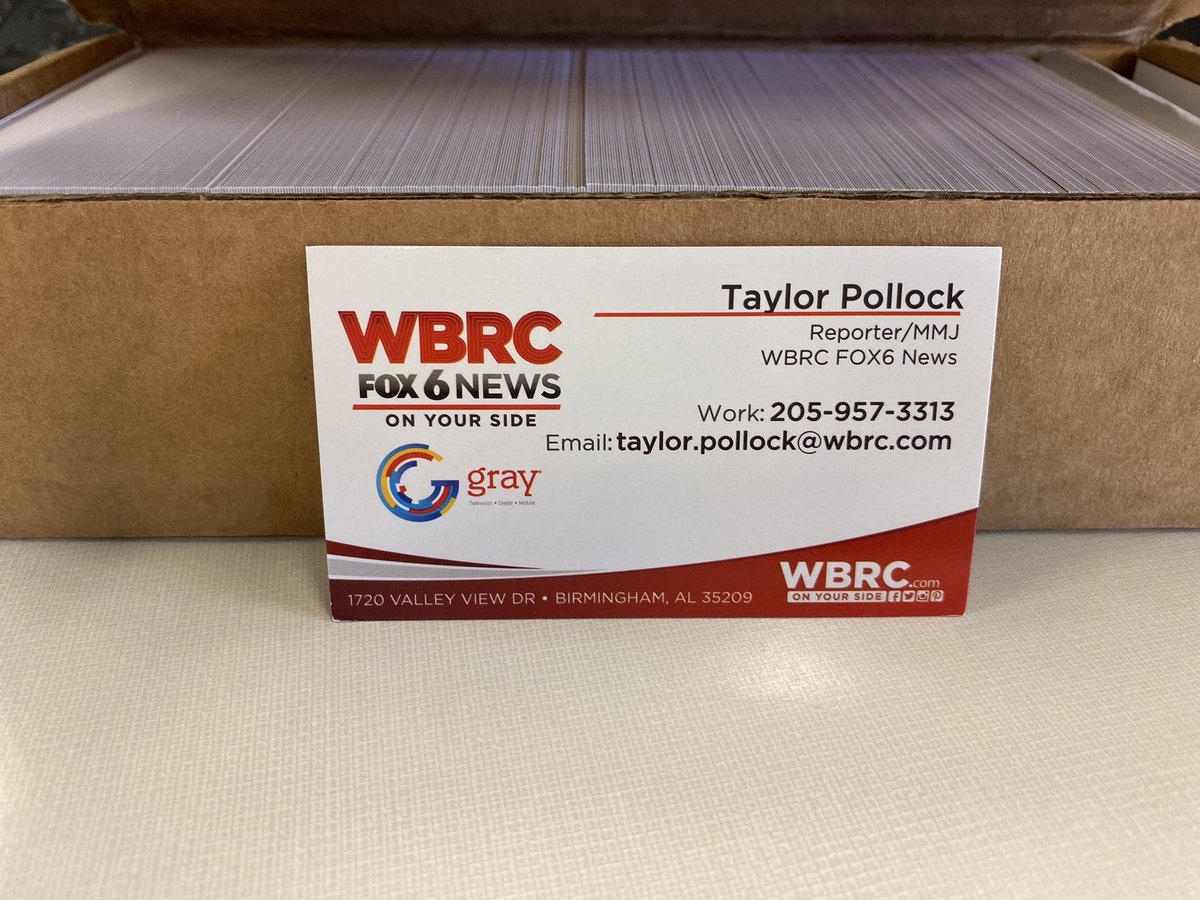 WBRC
FOX 6 NEWS
ON YOUR SIDE
gray
Television • Digital • Mobile
Taylor Pollock
Reporter/MMJ
WBRC FOX6 News
Work: 205-957-3313
Email: taylor.pollock@wbrc.com
1720 VALLEY VIEW DR • BIRMINGHAM, AL 35209
WBRC.com
ON YOUR SIDE